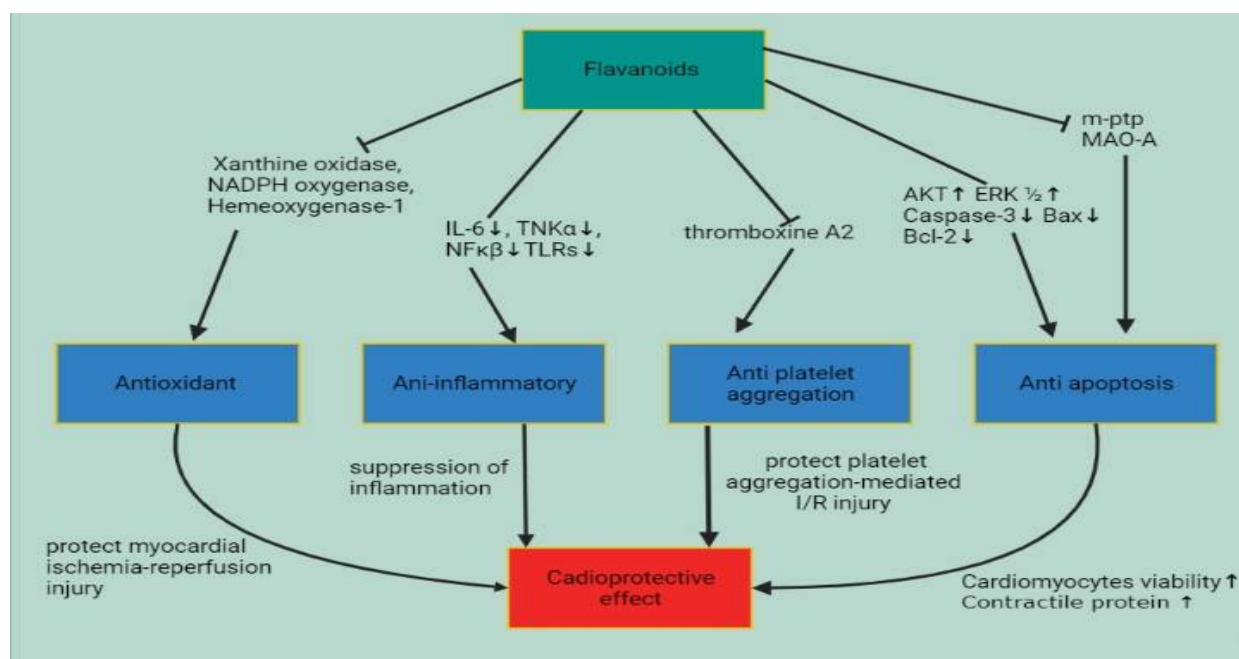 Flavanoids
m-ptp
MAO-A
Xanthine oxidase,
NADPH oxygenase,
Hemeoxygenase-1
IL-6↓, TNKα↓,
NFκβ↓TLRs↓
thromboxine A2
AKT↑ ERK ½↑
Caspase-3↓ Bax↓
Bcl-2↓
Antioxidant
Ani-inflammatory
Anti platelet
aggregation
Anti apoptosis
suppression of
inflammation
protect platelet
aggregation-mediated
I/R injury
protect myocardial
ischemia-reperfusion
injury
Cadioprotective
effect
Cardiomyocytes viability↑
Contractile protein ↑